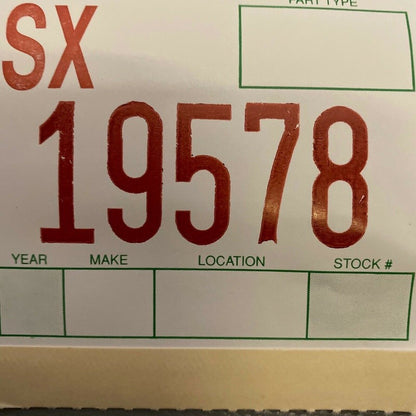 PART TYPE
SX
19578
YEAR MAKE LOCATION STOCK #